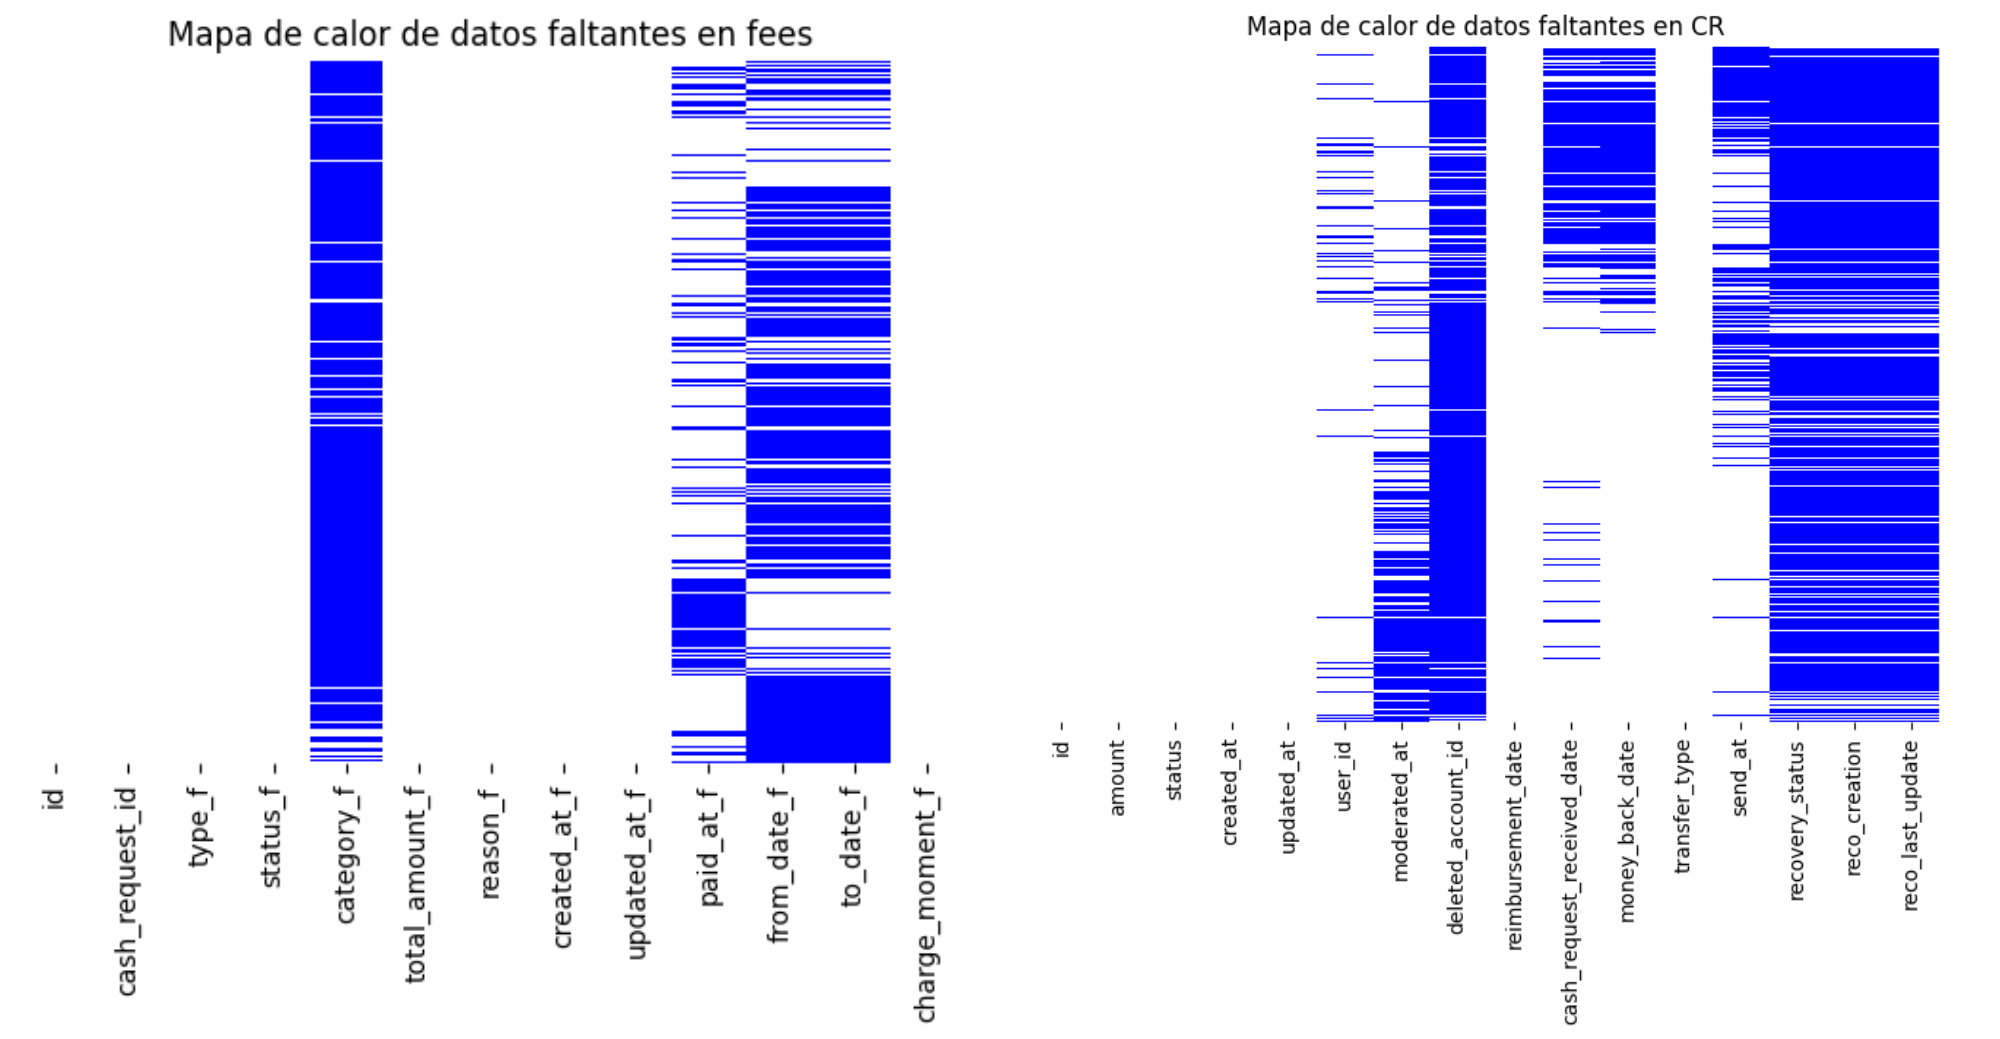 Mapa de calor de datos faltantes en fees
id
cash_request_id
type_f
status_f
category_f
total_amount_f
reason_f
created_at_f
updated_at_f
paid_at_f
from_date_f
to_date_f
charge_moment_f
Mapa de calor de datos faltantes en CR
id
amount
status
created_at
updated_at
user_id
moderated_at
deleted_account_id
reimbursement_date
cash_request_received_date
money_back_date
transfer_type
send_at
recovery_status
reco_creation
reco_last_update